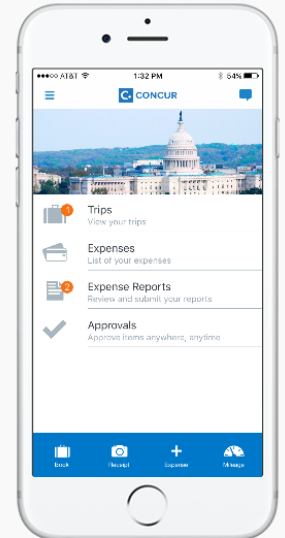 AT&T 1:32 PM 54%
C. CONCUR
1
Trips
View your trips
Expenses
List of your expenses
2
Expense Reports
Review and submit your reports
Approvals
Approve items anywhere, anytime
Book Receipt Expense Mileage